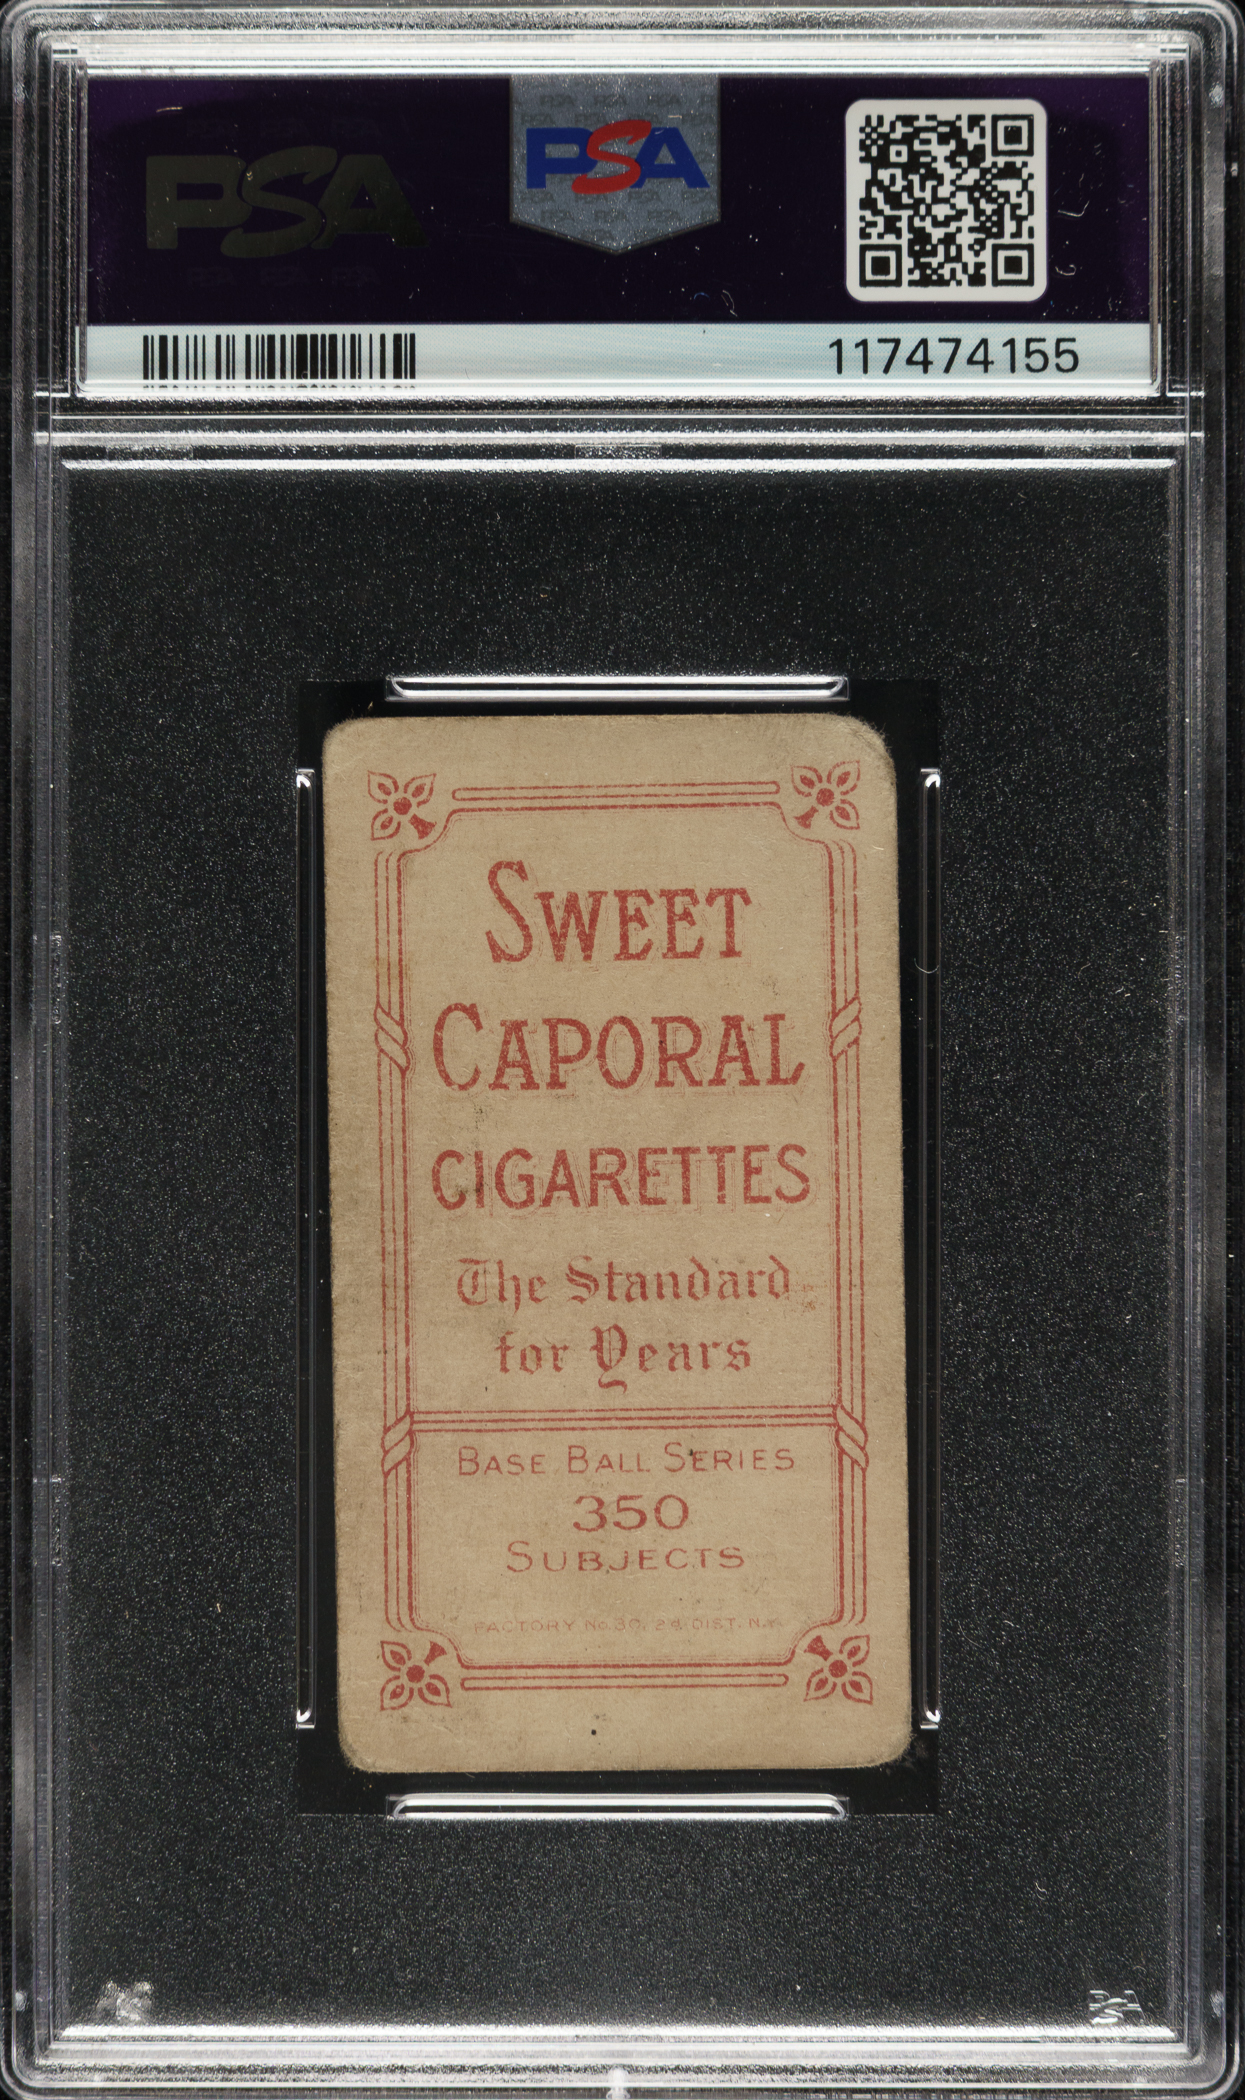 PSA
PSA
117474155
SWEET
CAPORAL
CIGARETTES
The Standard
for Years
BASE BALL SERIES
350
SUBJECTS
FACTORY No. 30, 2d DIST. N.Y.